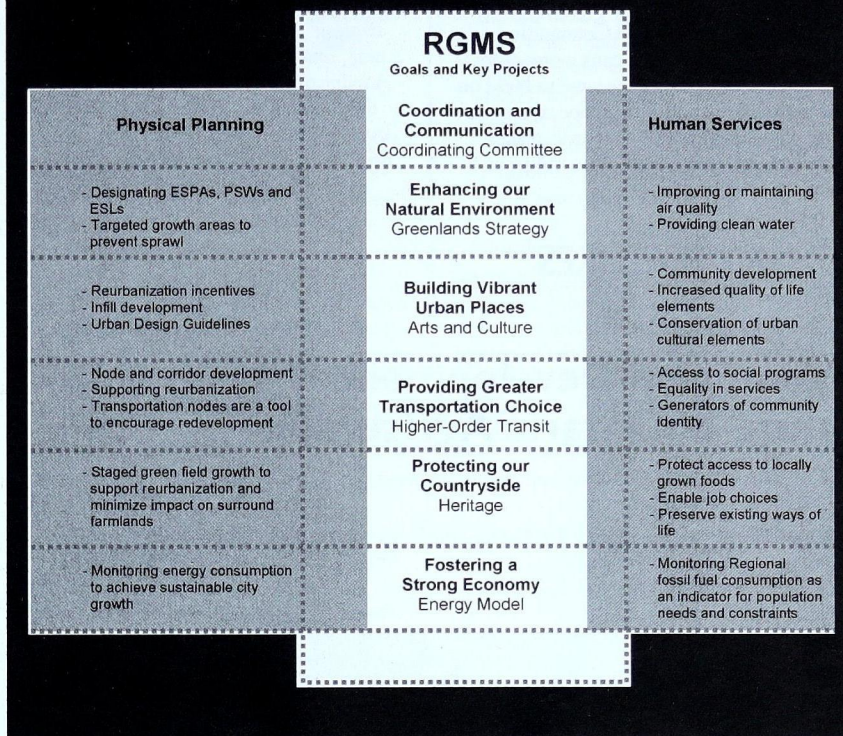 RGMS
Goals and Key Projects
Physical Planning
Coordination and
Communication
Coordinating Committee
Human Services
- Designating ESPAs, PSWs and
ESLs
- Targeted growth areas to
prevent sprawl
Enhancing our
Natural Environment
Greenlands Strategy
- Improving or maintaining
air quality
- Providing clean water
- Reurbanization incentives
- Infill development
- Urban Design Guidelines
Building Vibrant
Urban Places
Arts and Culture
- Community development
- Increased quality of life
elements
- Conservation of urban
cultural elements
- Node and corridor development
- Supporting reurbanization
- Transportation nodes are a tool
to encourage redevelopment
Providing Greater
Transportation Choice
Higher-Order Transit
- Access to social programs
- Equality in services
- Generators of community
identity
- Staged green field growth to
support reurbanization and
minimize impact on surround
farmlands
Protecting our
Countryside
Heritage
- Protect access to locally
grown foods
- Enable job choices
- Preserve existing ways of
life
- Monitoring energy consumption
to achieve sustainable city
growth
Fostering a
Strong Economy
Energy Model
- Monitoring Regional
fossil fuel consumption as
an indicator for population
needs and constraints